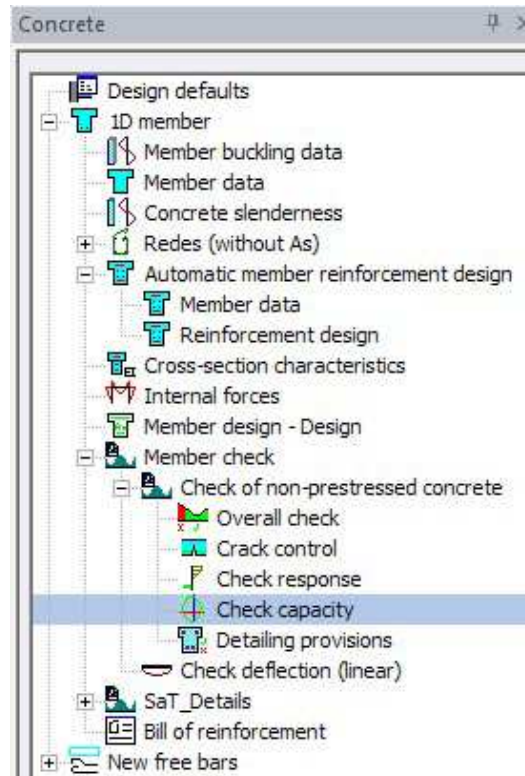 Concrete
Design defaults
1D member
Member buckling data
Member data
Concrete slenderness
Redes (without As)
Automatic member reinforcement design
Member data
Reinforcement design
Cross-section characteristics
Internal forces
Member design - Design
Member check
Check of non-prestressed concrete
Overall check
Crack control
Check response
Check capacity
Detailing provisions
Check deflection (linear)
SaT_Details
Bill of reinforcement
New free bars